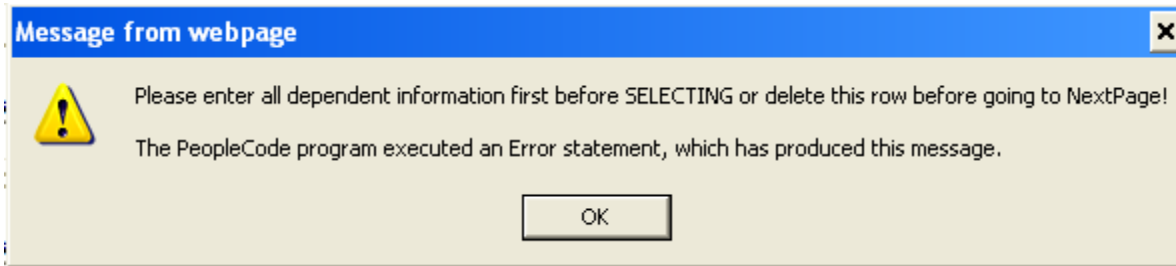 Message from webpage
Please enter all dependent information first before SELECTING or delete this row before going to NextPage!
The PeopleCode program executed an Error statement, which has produced this message.
OK